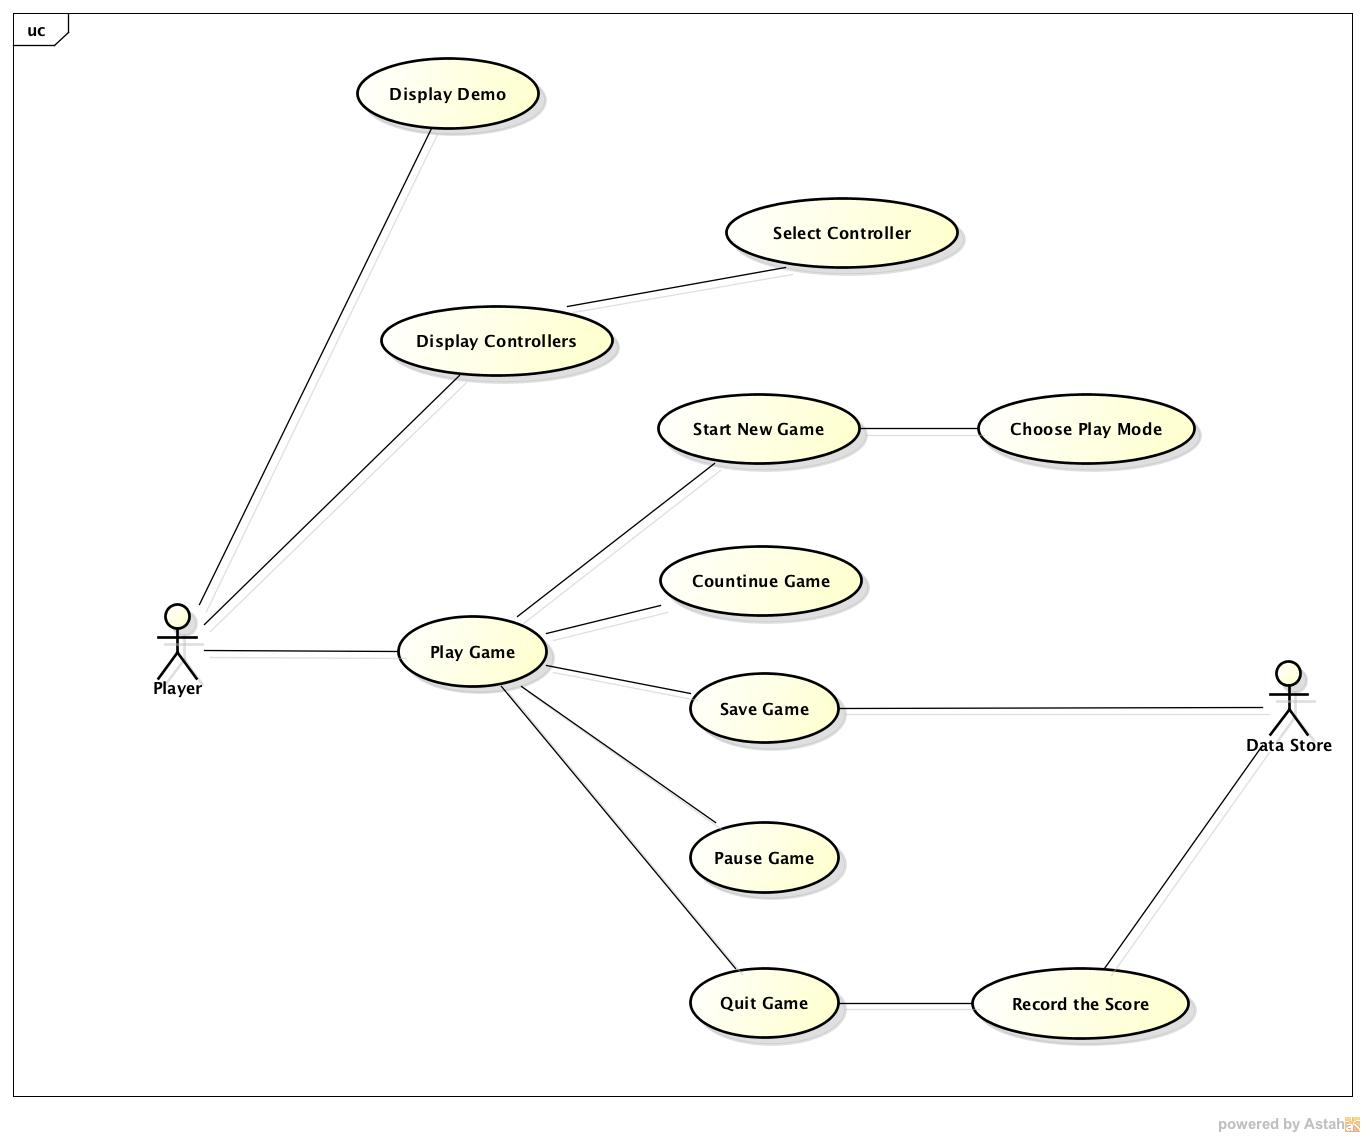 uc
Display Demo
Select Controller
Display Controllers
Start New Game
Choose Play Mode
Countinue Game
Play Game
Player
Save Game
Data Store
Pause Game
Quit Game
Record the Score
powered by Astah